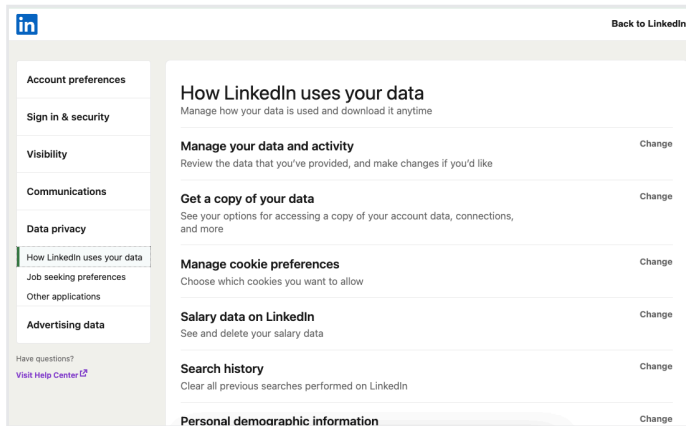 in
Back to LinkedIn
Account preferences
Sign in & security
Visibility
Communications
Data privacy
How LinkedIn uses your data
Job seeking preferences
Other applications
Advertising data
Have questions?
Visit Help Center
How LinkedIn uses your data
Manage how your data is used and download it anytime
Manage your data and activity
Change
Review the data that you've provided, and make changes if you'd like
Get a copy of your data
Change
See your options for accessing a copy of your account data, connections,
and more
Manage cookie preferences
Change
Choose which cookies you want to allow
Salary data on LinkedIn
Change
See and delete your salary data
Search history
Change
Clear all previous searches performed on LinkedIn
Personal demographic information
Change